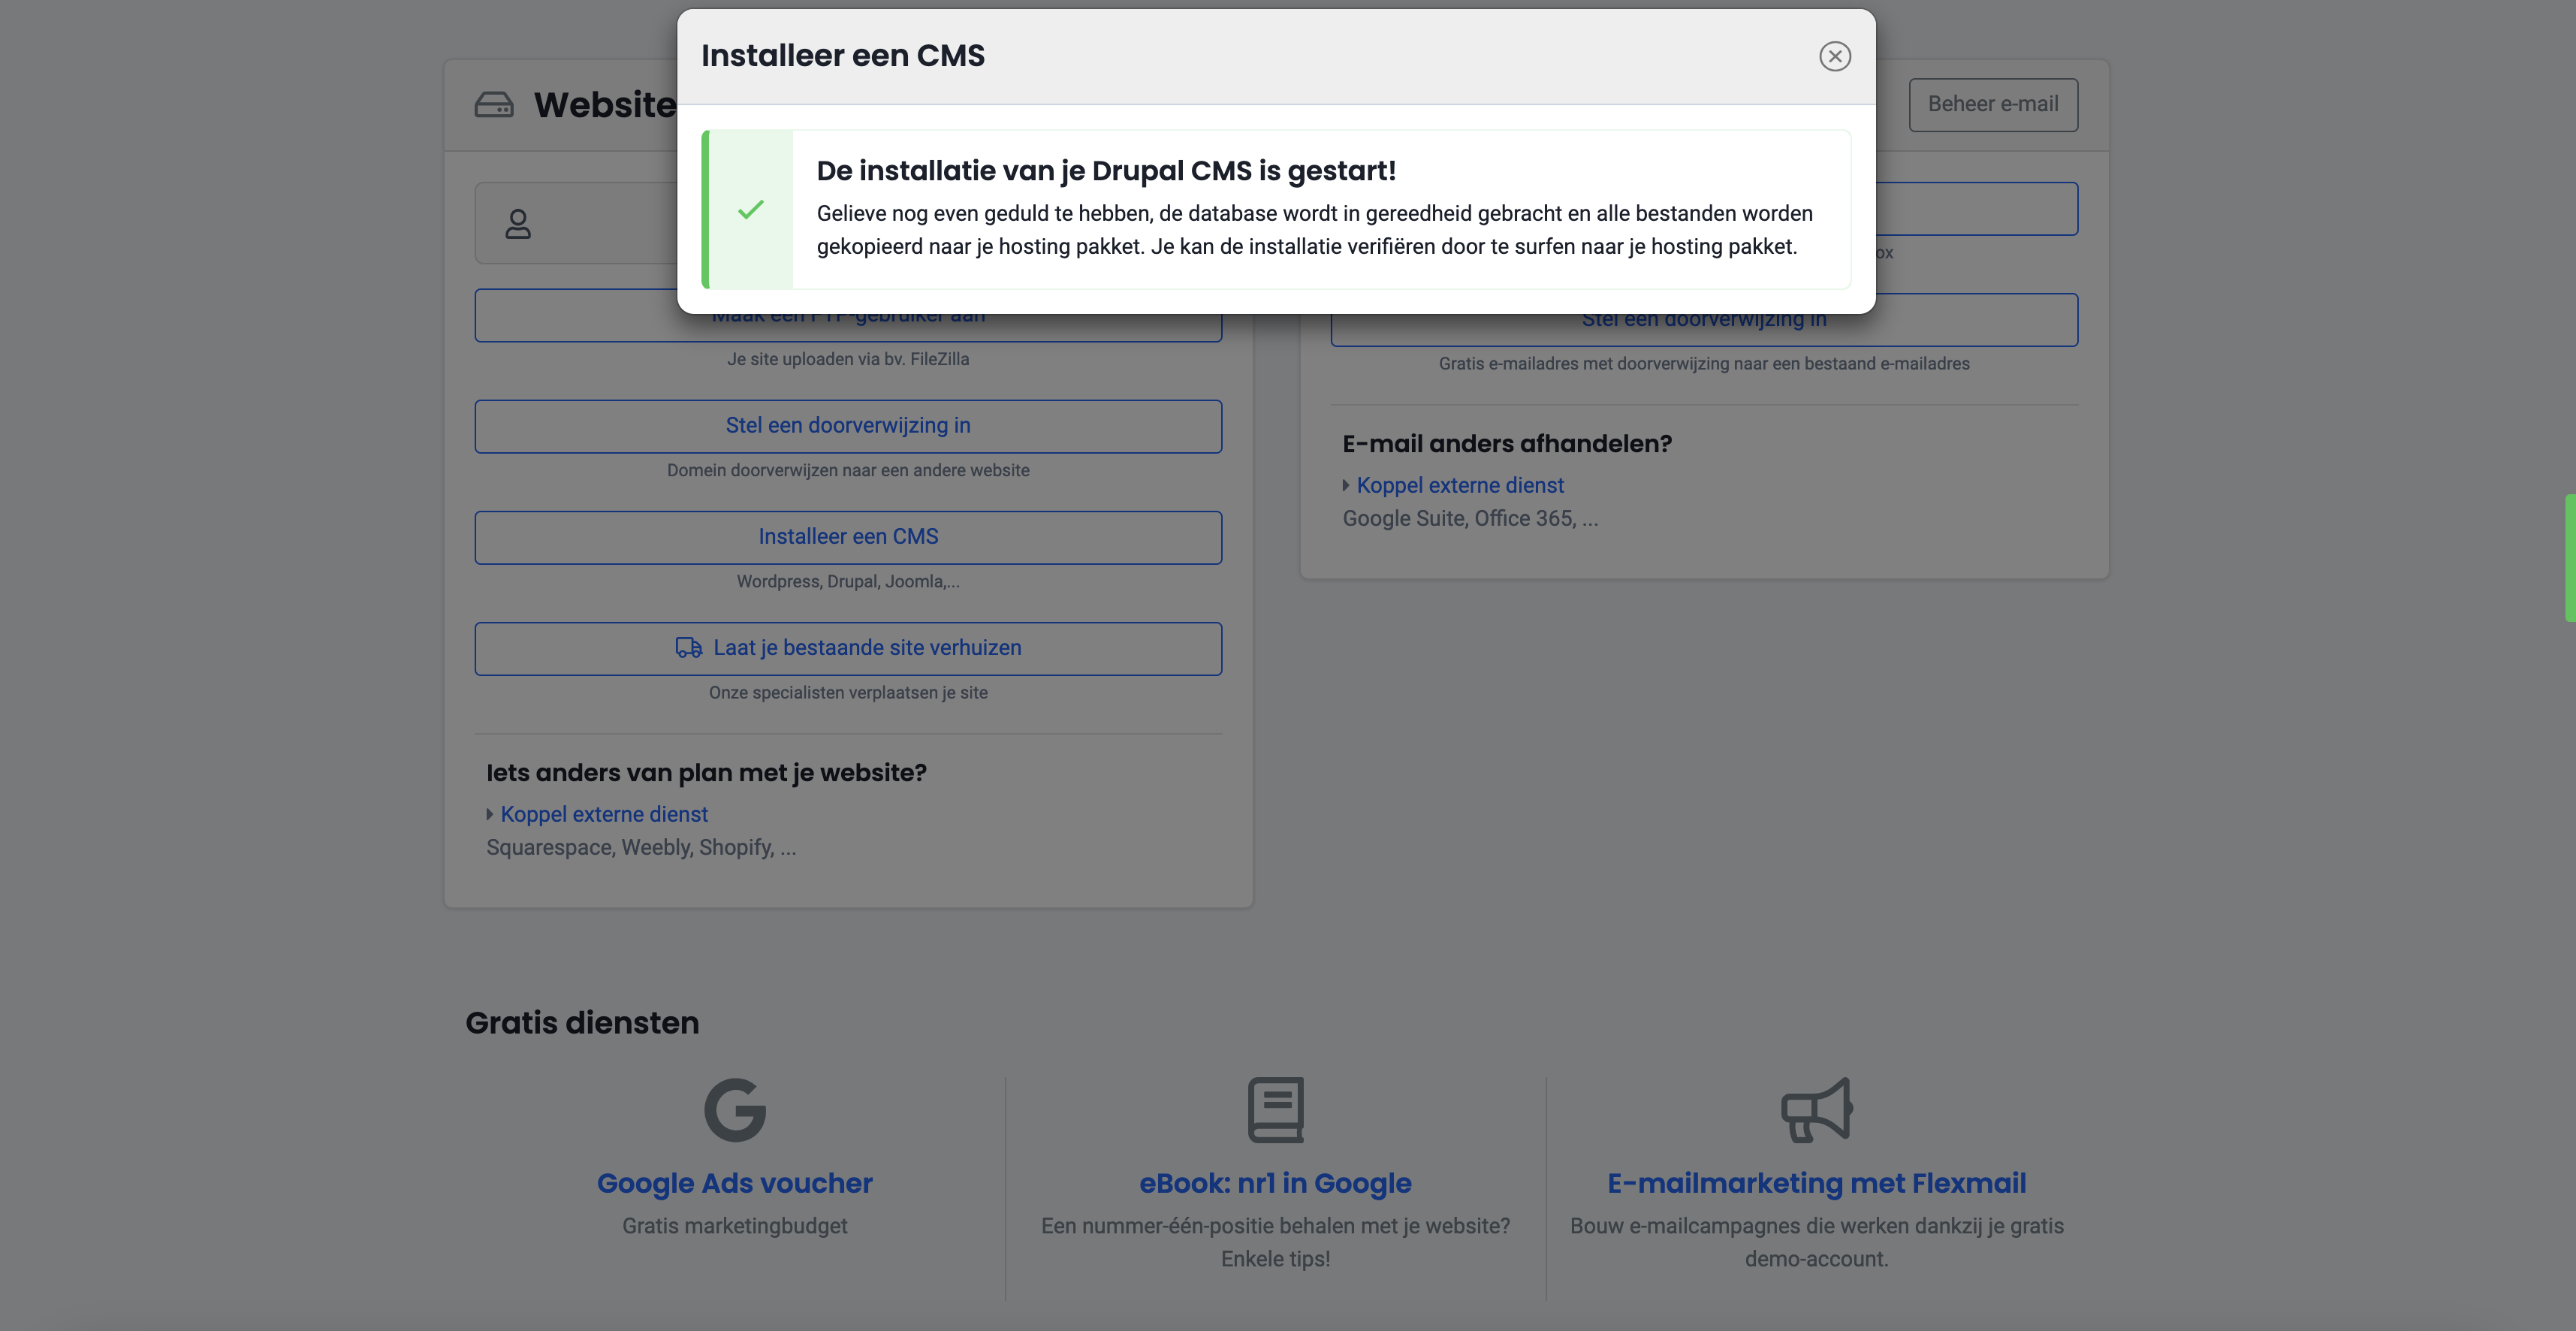 Installeer een CMS
De installatie van je Drupal CMS is gestart!
Gelieve nog even geduld te hebben, de database wordt in gereedheid gebracht en alle bestanden worden
gekopieerd naar je hosting pakket. Je kan de installatie verifiëren door te surfen naar je hosting pakket.
Website
Maak een FTP-gebruiker aan
Je site uploaden via bv. FileZilla
Stel een doorverwijzing in
Domein doorverwijzen naar een andere website
Installeer een CMS
Wordpress, Drupal, Joomla,...
Laat je bestaande site verhuizen
Onze specialisten verplaatsen je site
Iets anders van plan met je website?
Koppel externe dienst
Squarespace, Weebly, Shopify, ...
Beheer e-mail
ox
Stel een doorverwijzing in
Gratis e-mailadres met doorverwijzing naar een bestaand e-mailadres
E-mail anders afhandelen?
Koppel externe dienst
Google Suite, Office 365, ...
Gratis diensten
Google Ads voucher
Gratis marketingbudget
eBook: nr1 in Google
Een nummer-één-positie behalen met je website?
Enkele tips!
E-mailmarketing met Flexmail
Bouw e-mailcampagnes die werken dankzij je gratis
demo-account.